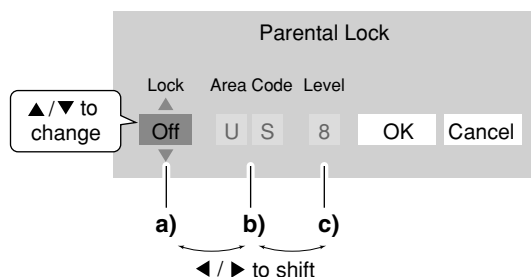 Parental Lock
Lock Area Code Level
▲/▼ to
change
Off U S 8 OK Cancel
a) b) c)
◀ / ▶ to shift